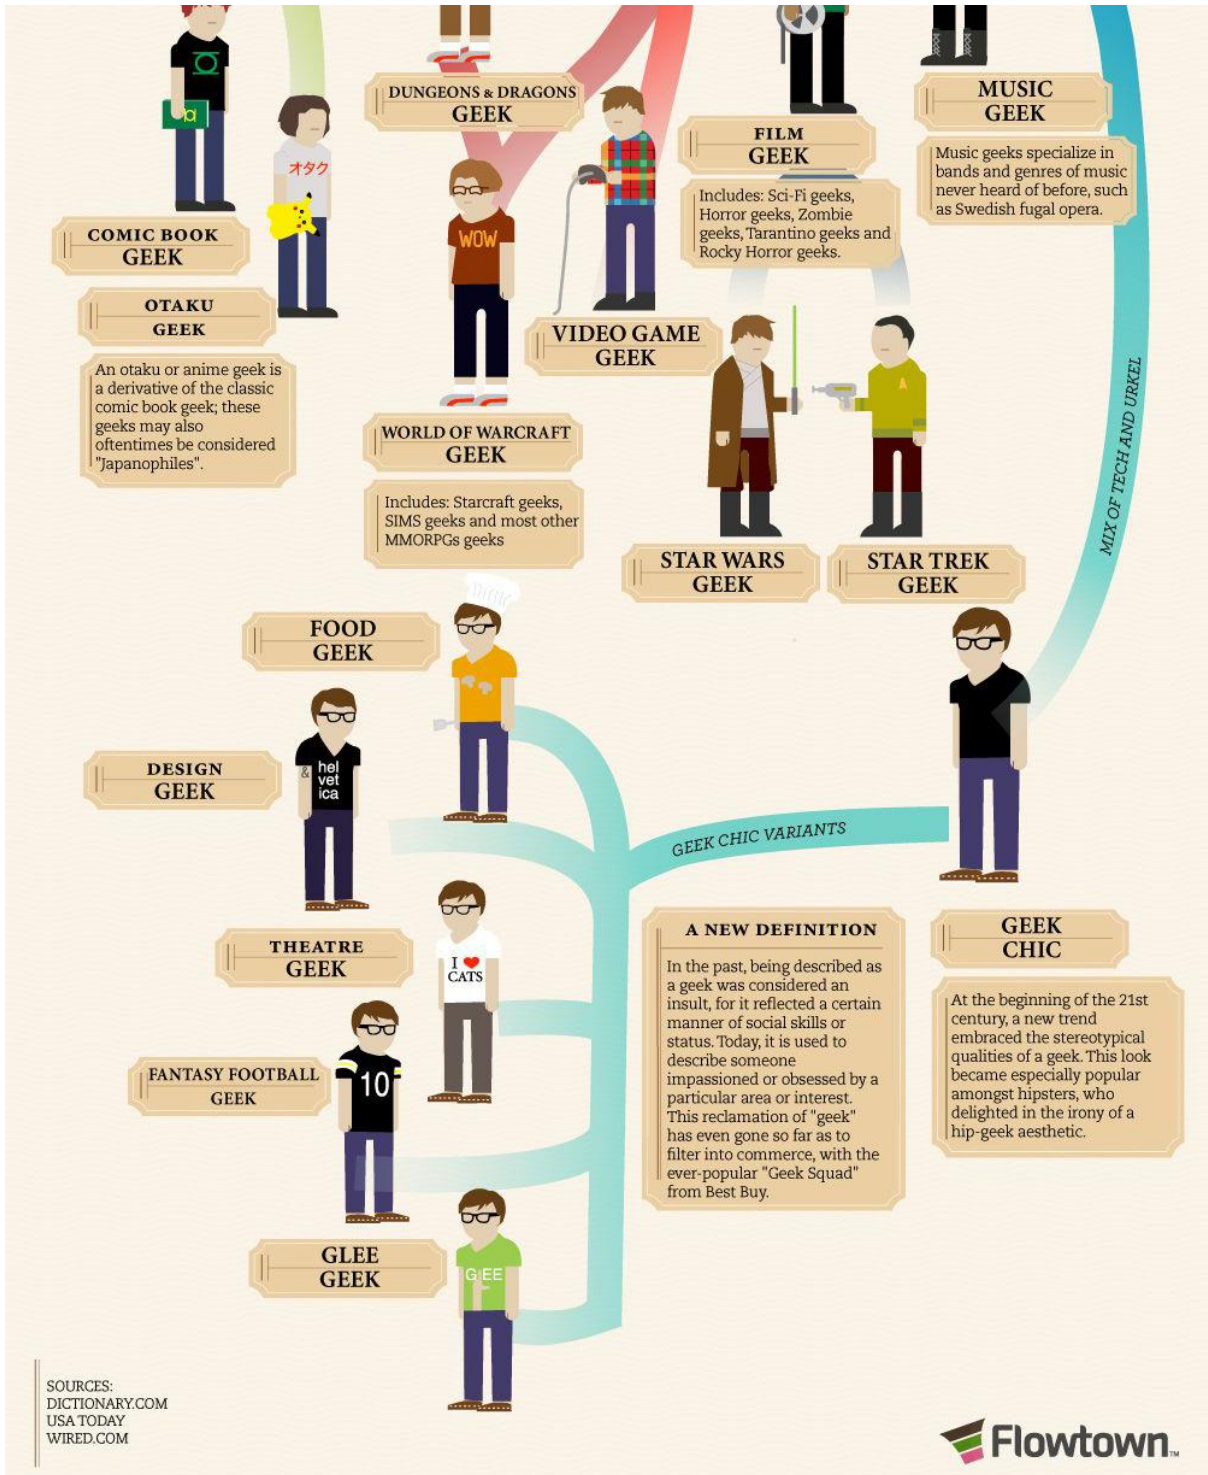 DUNGEONS & DRAGONS
GEEK
MUSIC
GEEK
Music geeks specialize in
bands and genres of music
never heard of before, such
as Swedish fugal opera.
FILM
GEEK
Includes: Sci-Fi geeks,
Horror geeks, Zombie
geeks, Tarantino geeks and
Rocky Horror geeks.
オタク
COMIC BOOK
GEEK
OTAKU
GEEK
An otaku or anime geek is
a derivative of the classic
comic book geek; these
geeks may also
oftentimes be considered
"Japanophiles".
WOW
VIDEO GAME
GEEK
WORLD OF WARCRAFT
GEEK
Includes: Starcraft geeks,
SIMS geeks and most other
MMORPGs geeks
STAR WARS
GEEK
STAR TREK
GEEK
MIX OF TECH AND URKEL
FOOD
GEEK
DESIGN
GEEK
&
hel
vet
ica
GEEK CHIC VARIANTS
THEATRE
GEEK
I ❤
CATS
FANTASY FOOTBALL
GEEK
10
GLEE
GEEK
G EE
A NEW DEFINITION
In the past, being described as
a geek was considered an
insult, for it reflected a certain
manner of social skills or
status. Today, it is used to
describe someone
impassioned or obsessed by a
particular area or interest.
This reclamation of "geek"
has even gone so far as to
filter into commerce, with the
ever-popular "Geek Squad"
from Best Buy.
GEEK
CHIC
At the beginning of the 21st
century, a new trend
embraced the stereotypical
qualities of a geek. This look
became especially popular
amongst hipsters, who
delighted in the irony of a
hip-geek aesthetic.
SOURCES:
DICTIONARY.COM
USA TODAY
WIRED.COM
Flowtown™